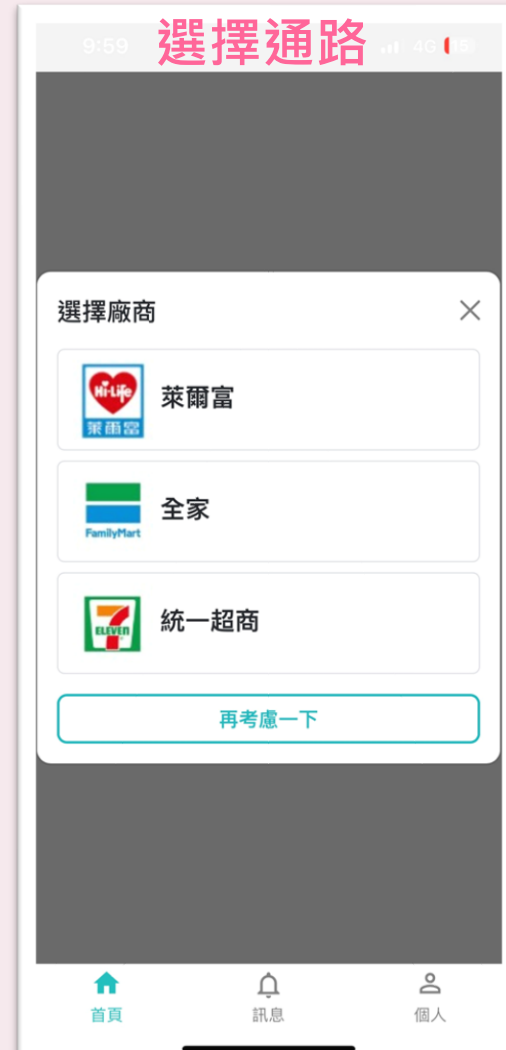 選擇通路
9:59
4G
選擇廠商
Hi-Life
萊爾富
萊爾富
FamilyMart
全家
7
ELEVEN
統一超商
再考慮一下
首頁
訊息
個人